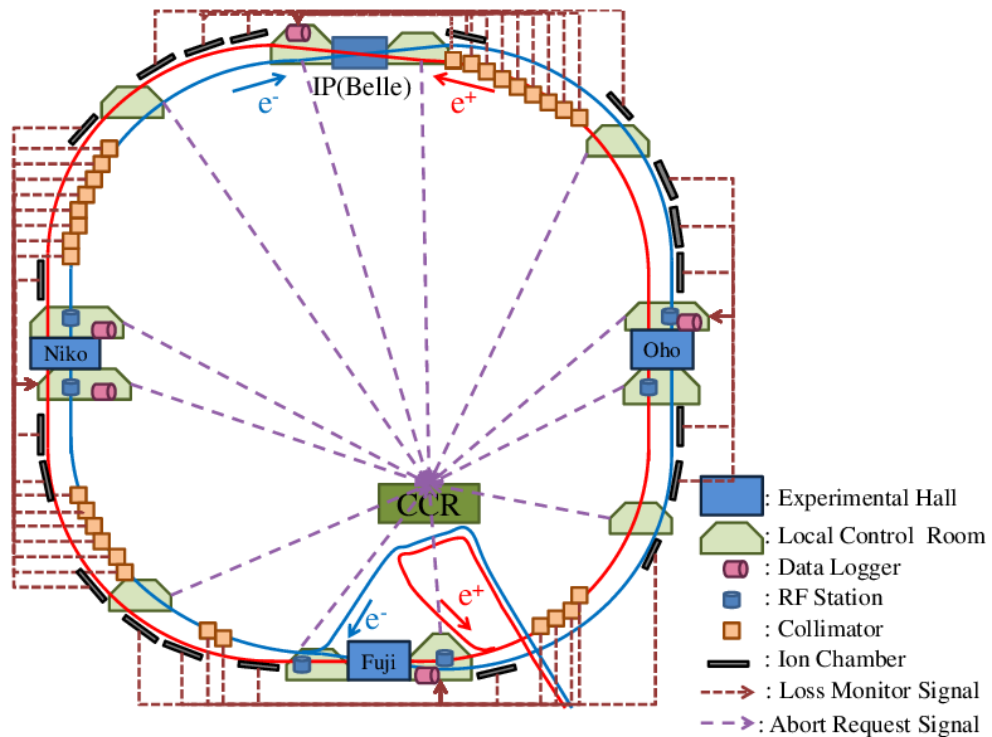 IP(Belle)
e-
e+
Niko
Oho
CCR
: Experimental Hall
: Local Control Room
: Data Logger
: RF Station
: Collimator
: Ion Chamber
: Loss Monitor Signal
: Abort Request Signal
e-
e+
Fuji